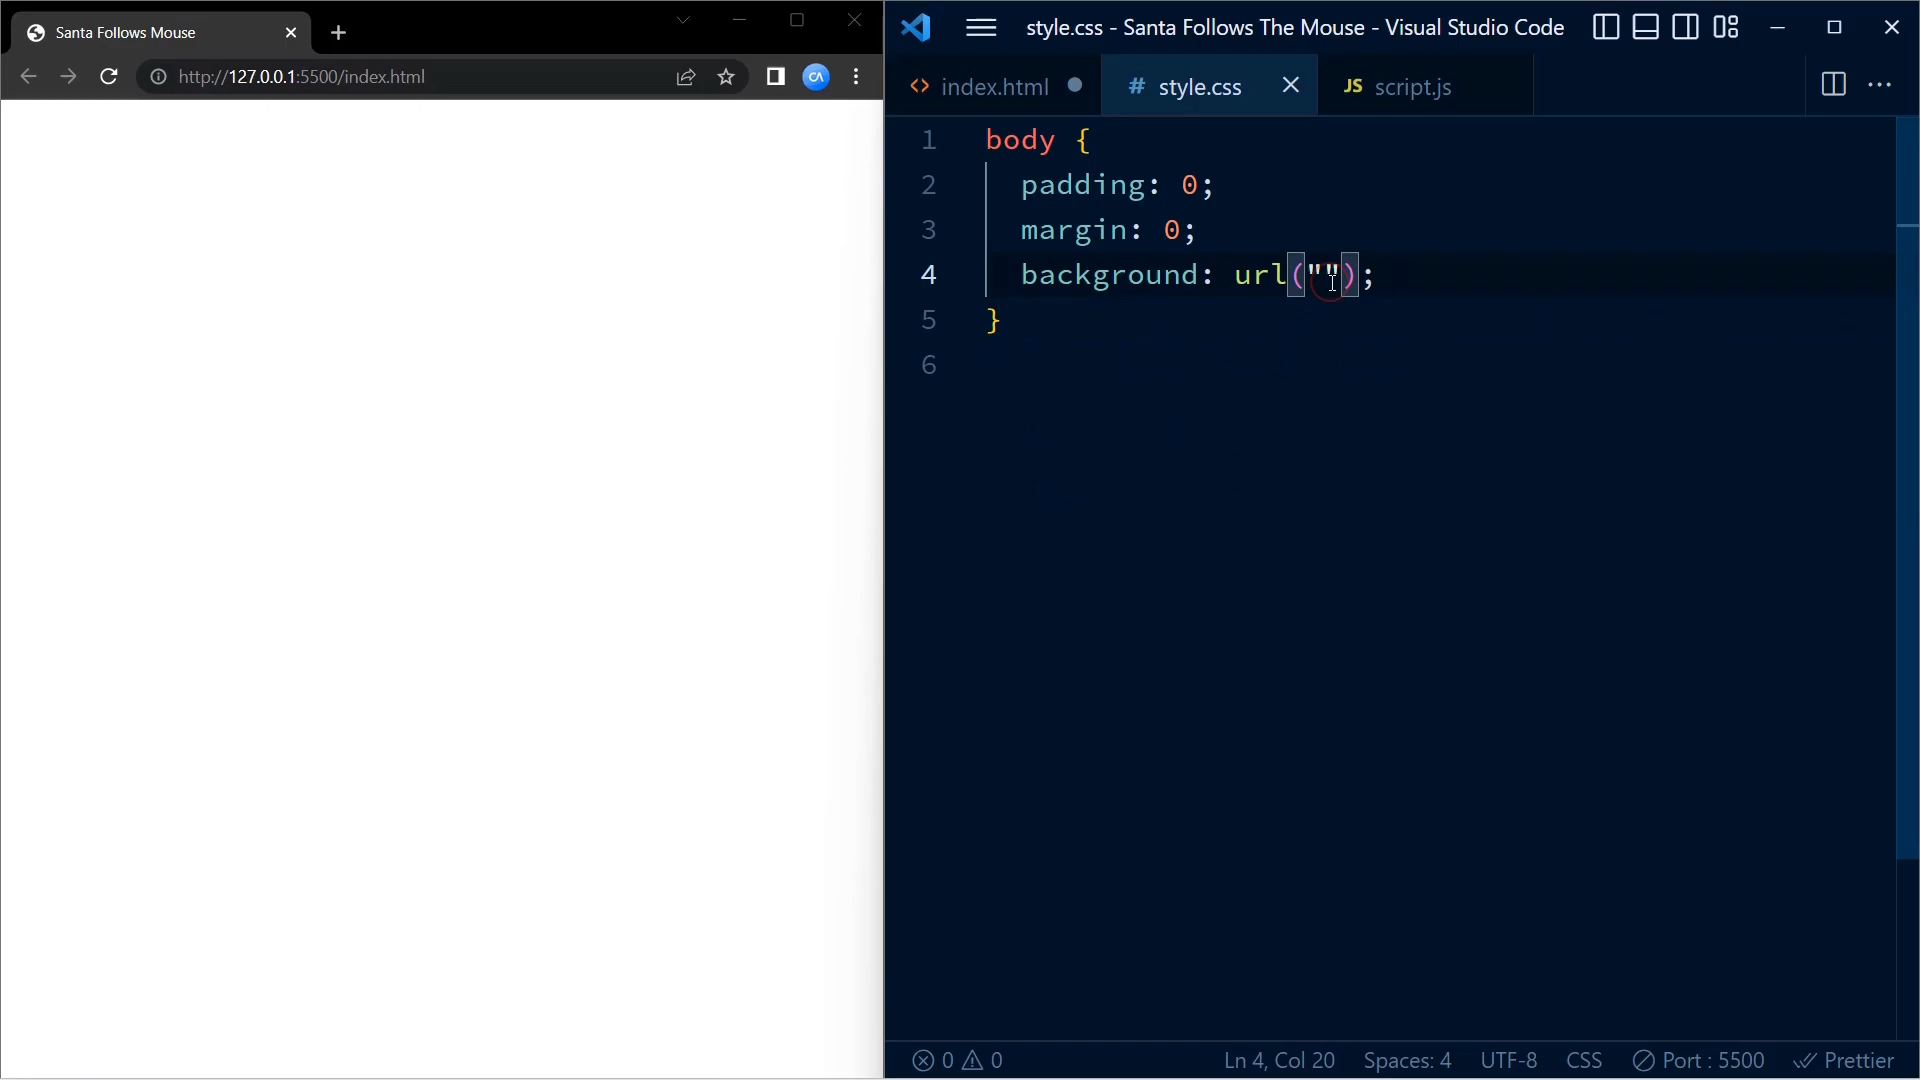 Santa Follows Mouse
http://127.0.0.1:5500/index.html
CA
style.css - Santa Follows The Mouse - Visual Studio Code
<> index.html
# style.css
JS script.js
1 body {
2 padding: 0;
3 margin: 0;
4 background: url("");
5 }
6
0 0 Ln 4, Col 20 Spaces: 4 UTF-8 CSS Port : 5500 Prettier